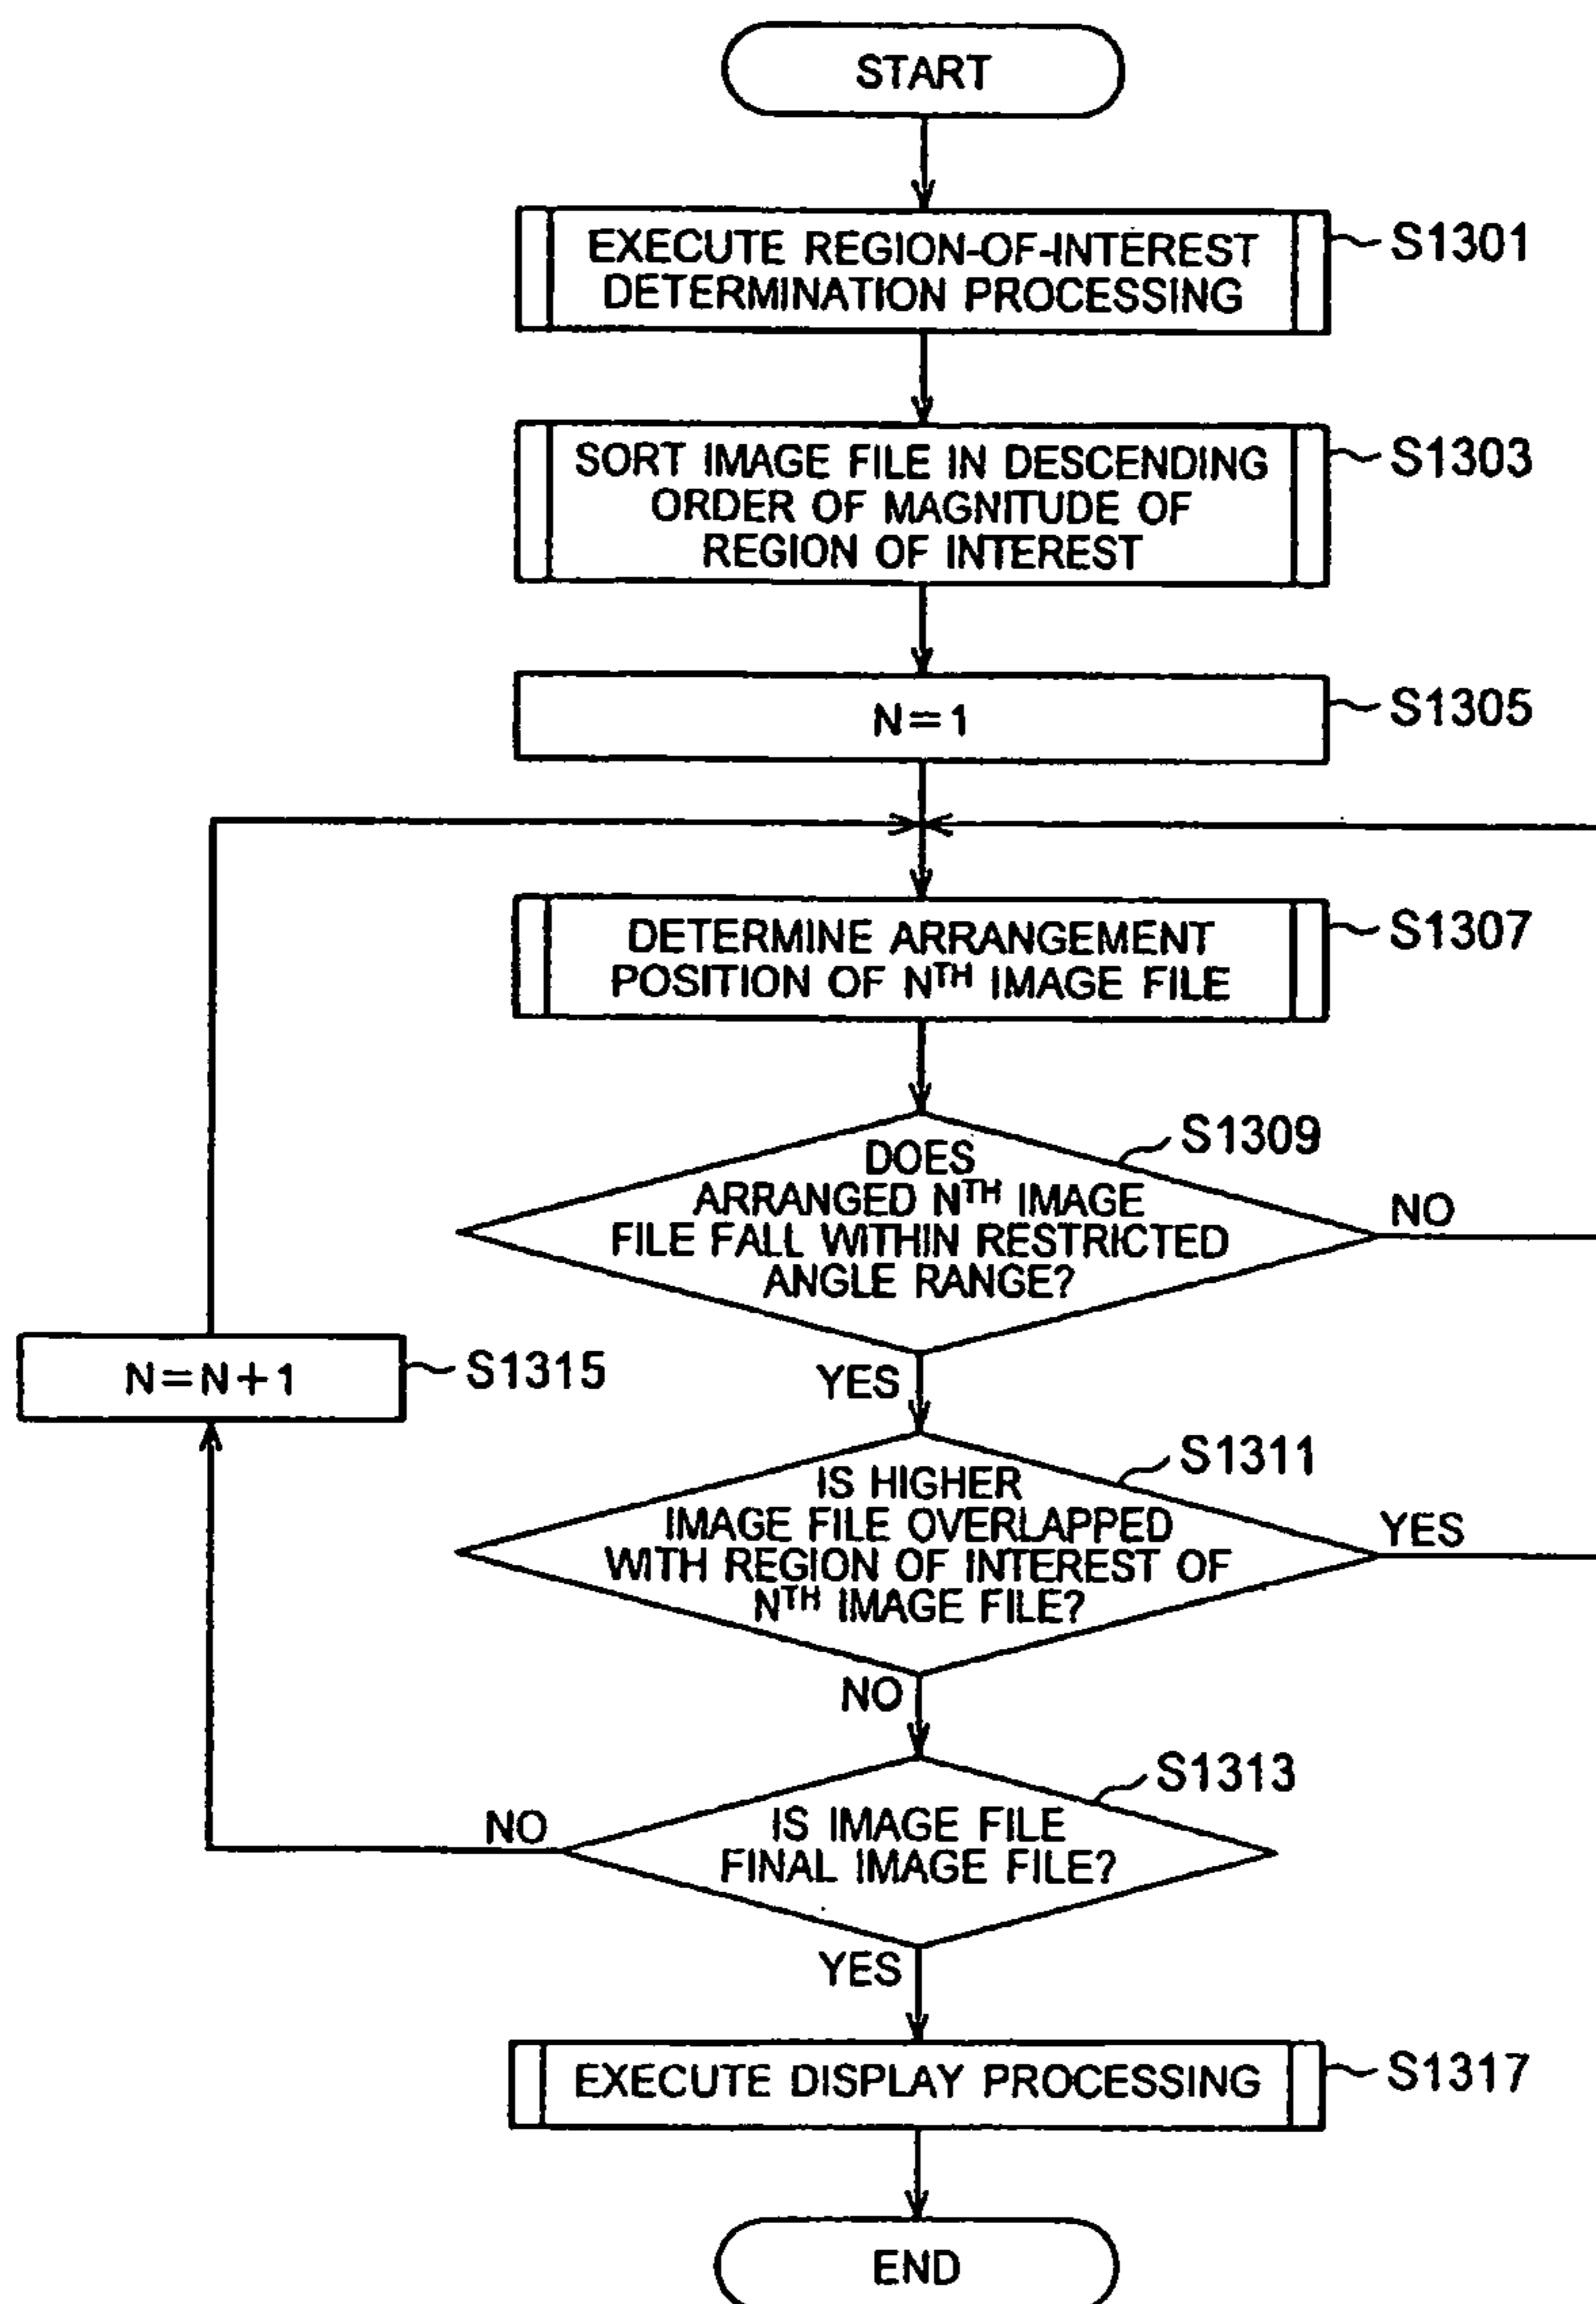 START
EXECUTE REGION-OF-INTEREST
DETERMINATION PROCESSING
S1301
SORT IMAGE FILE IN DESCENDING
ORDER OF MAGNITUDE OF
REGION OF INTEREST
S1303
N=1
S1305
DETERMINE ARRANGEMENT
POSITION OF NTH IMAGE FILE
S1307
DOES
ARRANGED NTH IMAGE
FILE FALL WITHIN RESTRICTED
ANGLE RANGE?
S1309
NO
YES
N=N+1
S1315
IS HIGHER
IMAGE FILE OVERLAPPED
WITH REGION OF INTEREST OF
NTH IMAGE FILE?
S1311
YES
NO
IS IMAGE FILE
FINAL IMAGE FILE?
S1313
NO
YES
EXECUTE DISPLAY PROCESSING
S1317
END